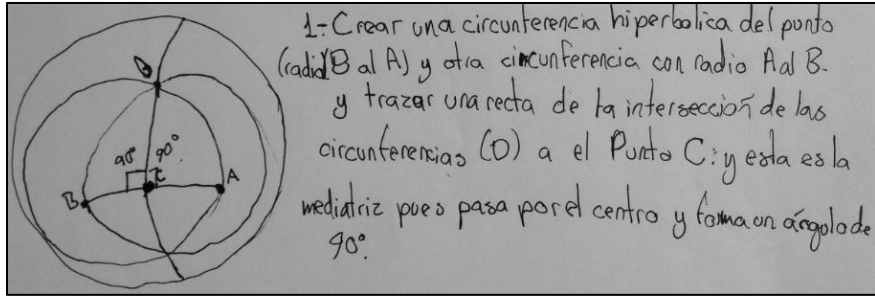 1-Crear una circunferencia hiperbolica del punto
(radio B al A) y otra circunferencia con radio A al B.
y trazar una recta de la intersección de las
circunferencias (D) a el Punto C: y esta es la
mediatriz pues pasa por el centro y forma un ángulo de
90°.
D
90° 90°
B C A